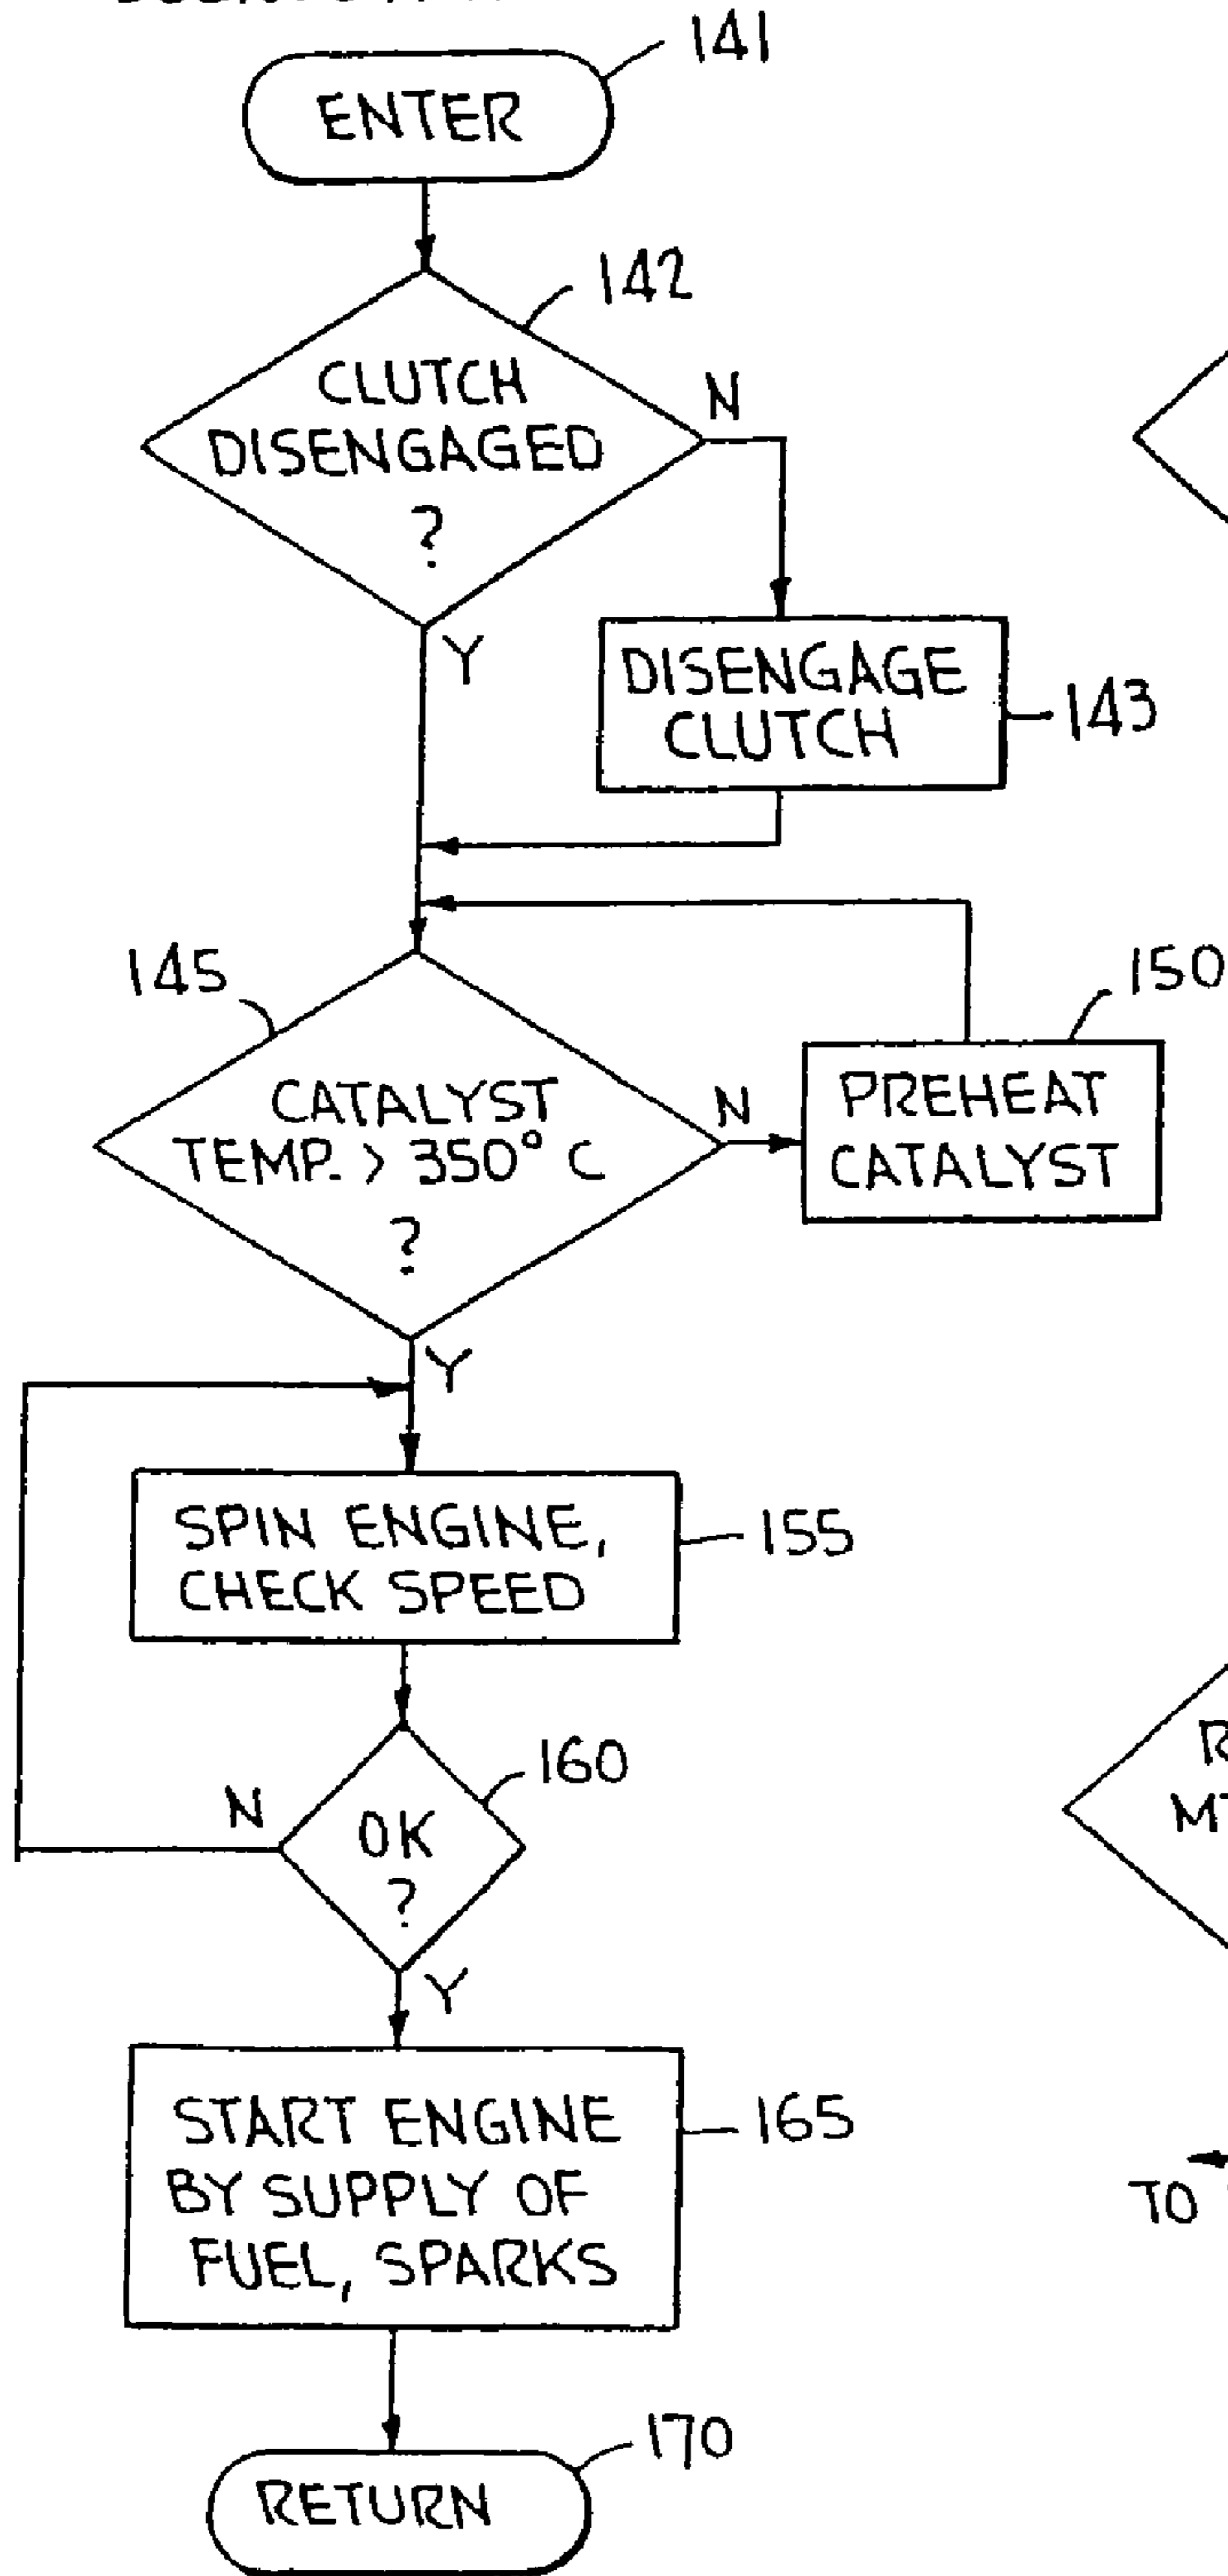 141
ENTER
142
CLUTCH
DISENGAGED
?
N
Y
DISENGAGE
CLUTCH
143
145
CATALYST
TEMP. > 350° C
?
N
150
PREHEAT
CATALYST
Y
SPIN ENGINE,
CHECK SPEED
155
160
OK
?
N
Y
START ENGINE
BY SUPPLY OF
FUEL, SPARKS
165
170
RETURN
TO